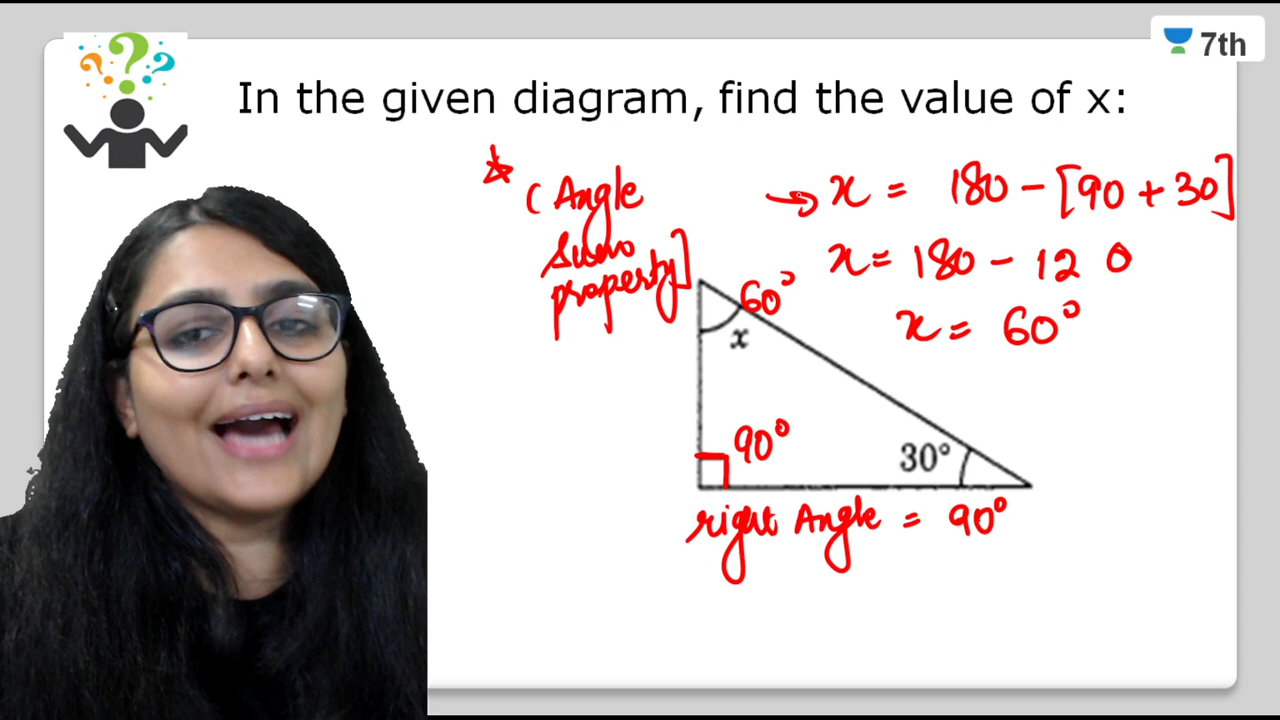 7th
In the given diagram, find the value of x:
(Angle
sum
property]
→ x = 180 - [90 + 30]
x = 180 - 120
x = 60°
60°
x
90°
30°
right Angle = 90°